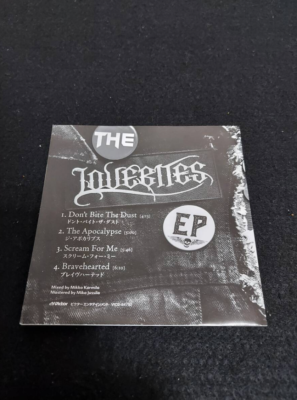 THE
LOVEBITES
EP
1. Don't Bite The Dust
ドント・バイト・ザ・ダスト
2. The Apocalypse
ジ・アポカリプス
3. Scream For Me
スクリーム・フォー・ミー
4. Bravehearted
ブレイヴハーテッド
Mixed by Mikko Karmila
Mastered by Mika Jussila
Victor